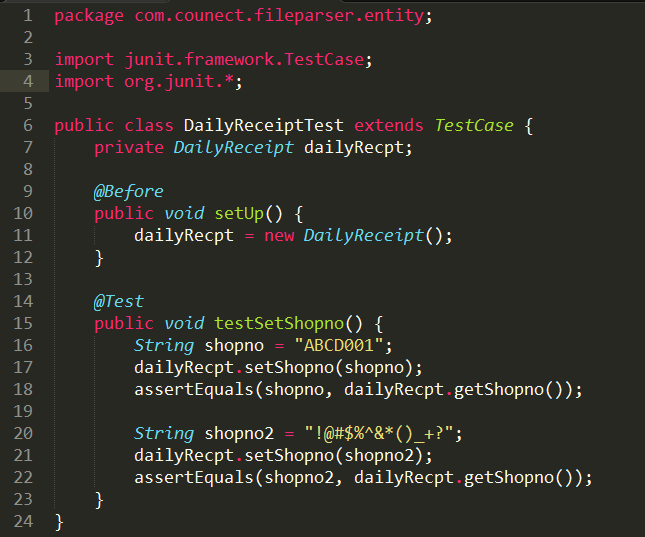 1 package com.counect.fileparser.entity;
2
3 import junit.framework.TestCase;
4 import org.junit.*;
5
6 public class DailyReceiptTest extends TestCase {
7     private DailyReceipt dailyRecpt;
8
9     @Before
10     public void setUp() {
11         dailyRecpt = new DailyReceipt();
12     }
13
14     @Test
15     public void testSetShopno() {
16         String shopno = "ABCD001";
17         dailyRecpt.setShopno(shopno);
18         assertEquals(shopno, dailyRecpt.getShopno());
19
20         String shopno2 = "!@#$%^&*()_+?";
21         dailyRecpt.setShopno(shopno2);
22         assertEquals(shopno2, dailyRecpt.getShopno());
23     }
24 }